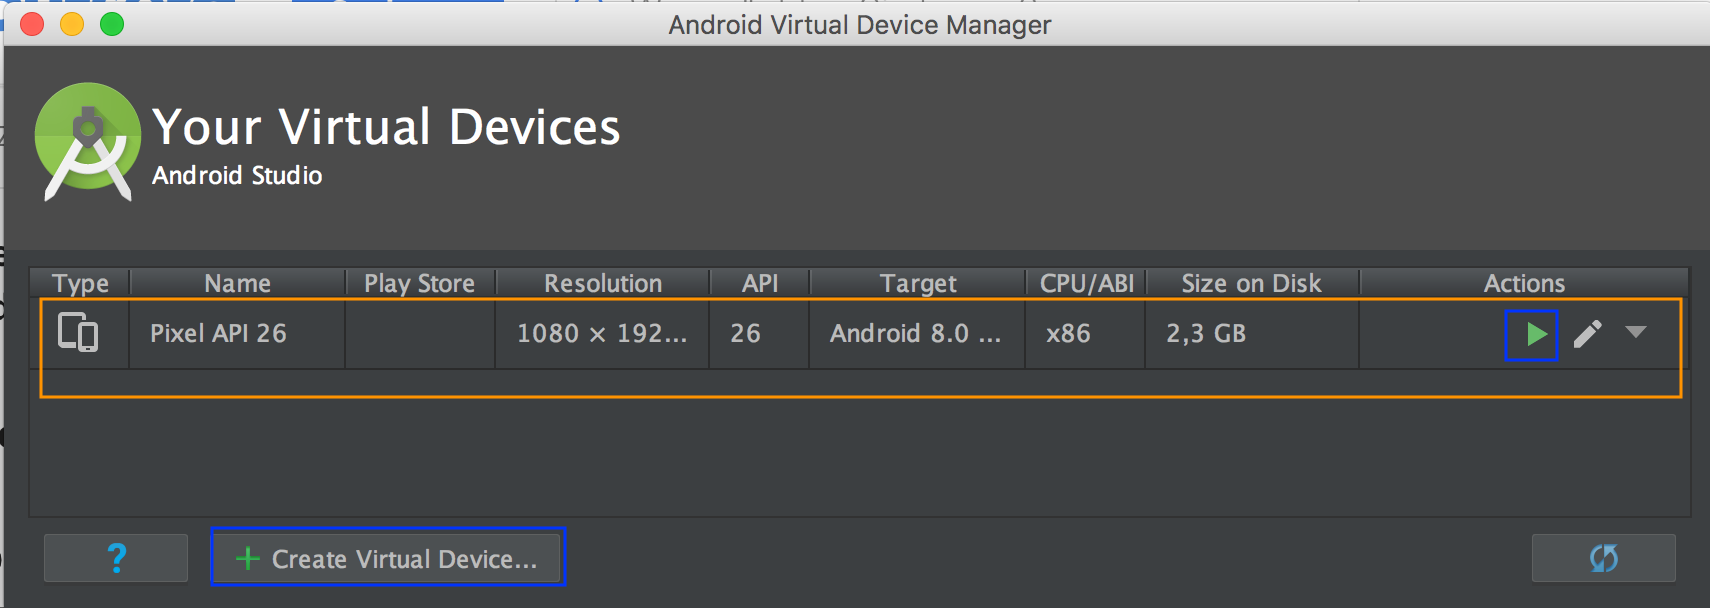 Android Virtual Device Manager
Your Virtual Devices
Android Studio
Type Name Play Store Resolution API Target CPU/ABI Size on Disk Actions
Pixel API 26 1080 × 192... 26 Android 8.0 ... x86 2,3 GB
? + Create Virtual Device...